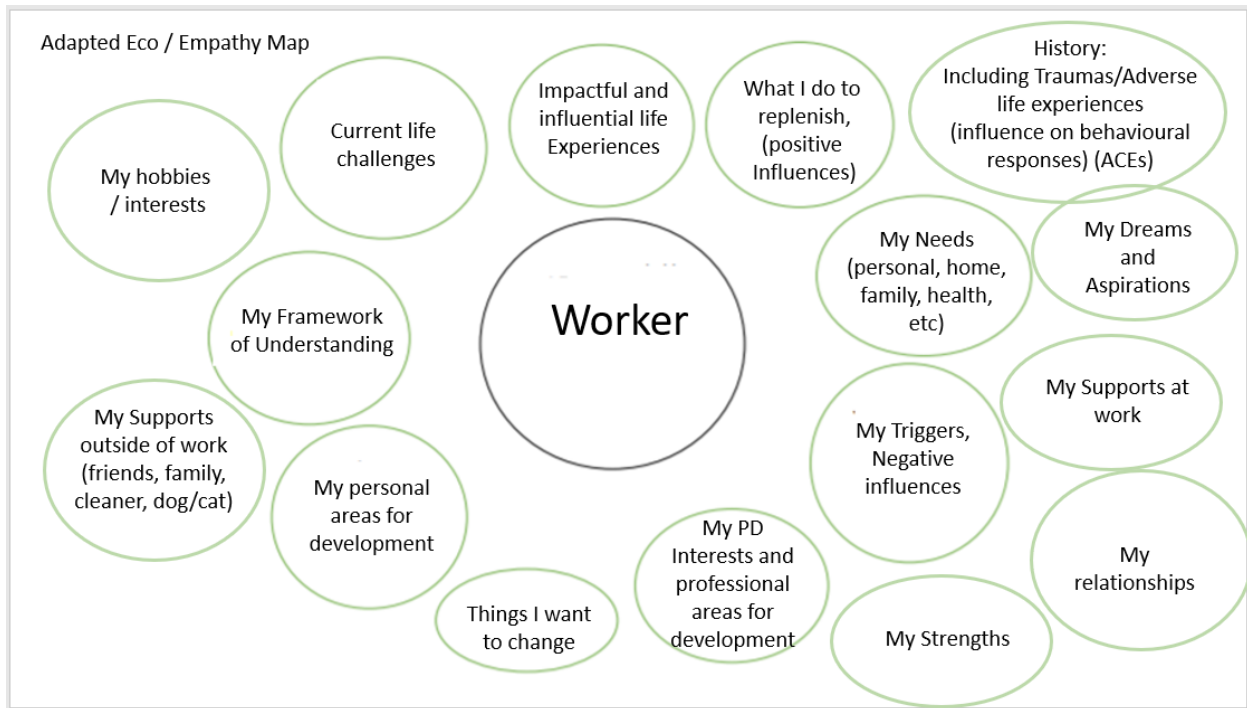 Adapted Eco / Empathy Map
My hobbies
/ interests
Current life
challenges
Impactful and
influential life
Experiences
What I do to
replenish,
(positive
Influences)
History:
Including Traumas/Adverse
life experiences
(influence on behavioural
responses) (ACEs)
My Framework
of Understanding
Worker
My Needs
(personal, home,
family, health,
etc)
My Dreams
and
Aspirations
My Supports
outside of work
(friends, family,
cleaner, dog/cat)
My personal
areas for
development
My Triggers,
Negative
influences
My Supports at
work
Things I want
to change
My PD
Interests and
professional
areas for
development
My Strengths
My
relationships